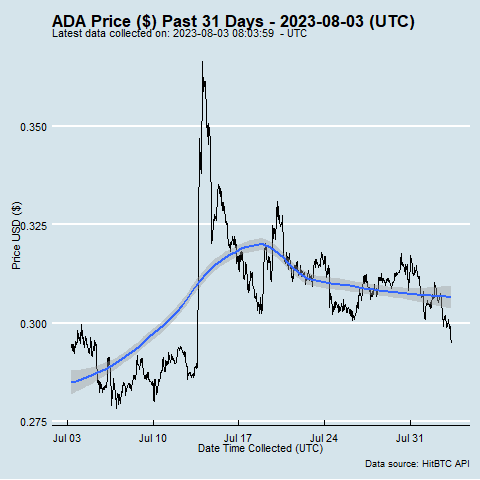 ADA Price ($) Past 31 Days - 2023-08-03 (UTC)
Latest data collected on: 2023-08-03 08:03:59 - UTC
0.350
0.325
0.300
0.275
Price USD ($)
Jul 03 Jul 10 Jul 17 Jul 24 Jul 31
Date Time Collected (UTC)
Data source: HitBTC API